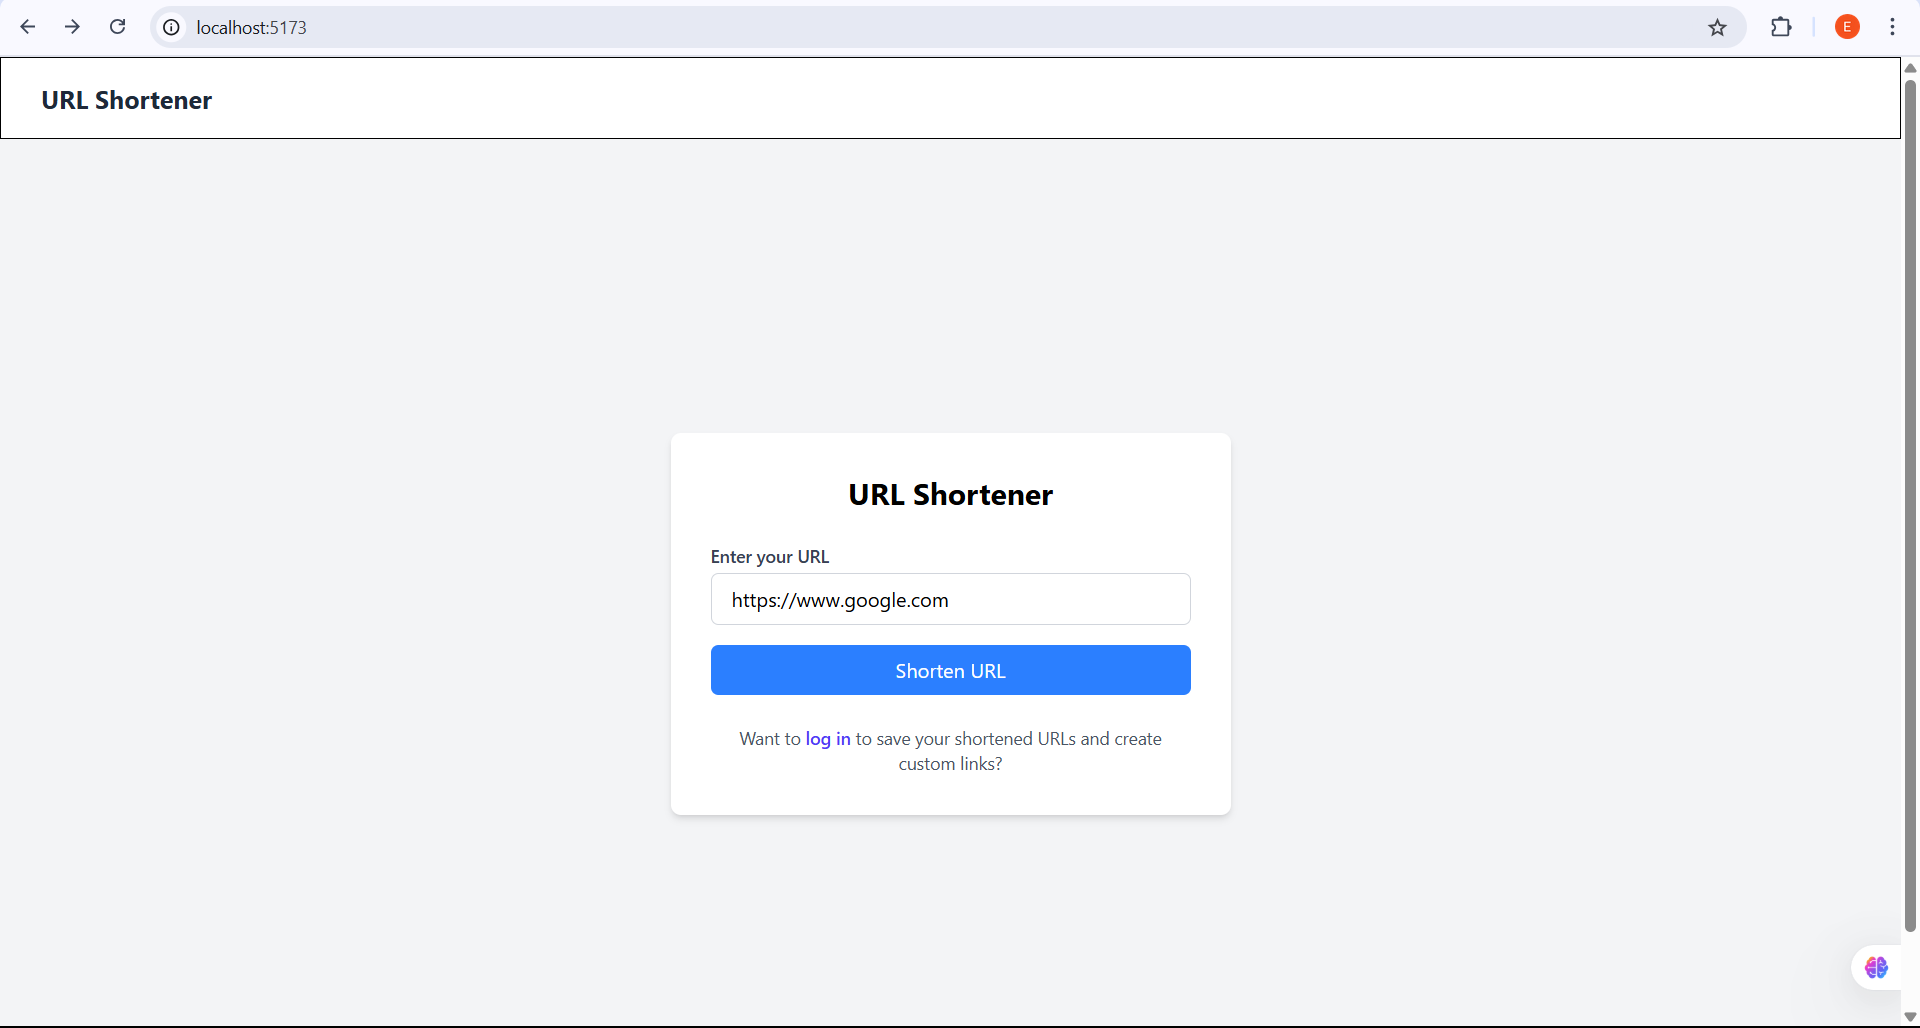 localhost:5173
E
URL Shortener
URL Shortener
Enter your URL
https://www.google.com
Shorten URL
Want to log in to save your shortened URLs and create
custom links?